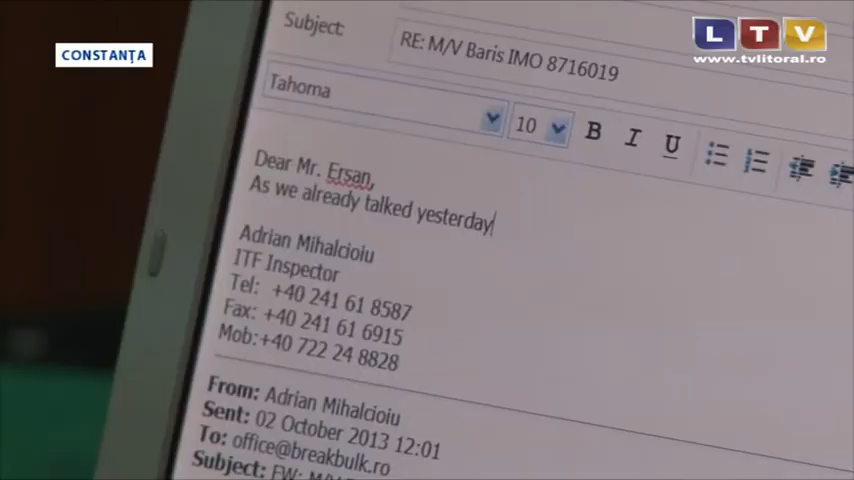 CONSTANŢA
LTV
www.tvlitoral.ro
Subject:
RE: M/V Baris IMO 8716019
Tahoma
10
B I U
Dear Mr. Ersan,
As we already talked yesterday
Adrian Mihalcioiu
ITF Inspector
Tel: +40 241 61 8587
Fax: +40 241 61 6915
Mob:+40 722 24 8828
From: Adrian Mihalcioiu
Sent: 02 October 2013 12:01
To: office@breakbulk.ro
Subject: FW: M/V